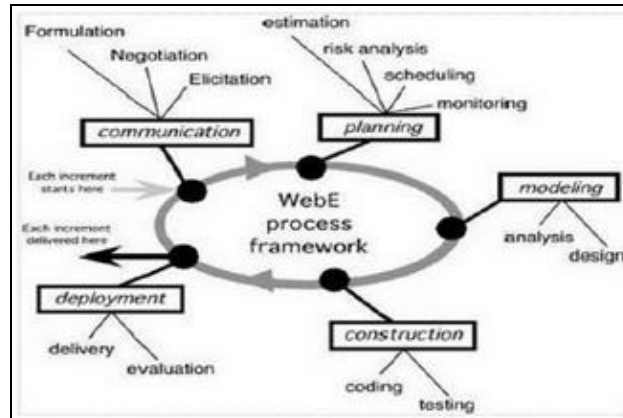 Formulation
Negotiation
Elicitation
communication
estimation
risk analysis
scheduling
monitoring
planning
Each increment
starts here
WebE
process
framework
modeling
analysis
design
Each increment
delivered here
deployment
delivery
evaluation
construction
coding
testing